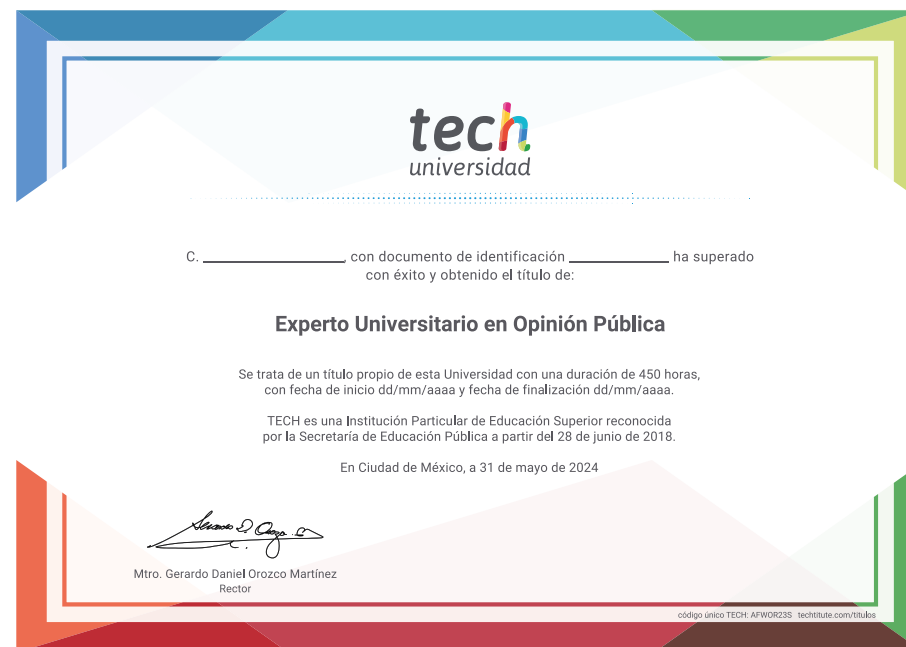 tech
universidad
C. ____________, con documento de identificación ____________ ha superado
con éxito y obtenido el título de:
Experto Universitario en Opinión Pública
Se trata de un título propio de esta Universidad con una duración de 450 horas,
con fecha de inicio dd/mm/aaaa y fecha de finalización dd/mm/aaaa.
TECH es una Institución Particular de Educación Superior reconocida
por la Secretaría de Educación Pública a partir del 28 de junio de 2018.
En Ciudad de México, a 31 de mayo de 2024
Mtro. Gerardo Daniel Orozco Martínez
Rector
código único TECH: AFWOR23S techtitute.com/titulos